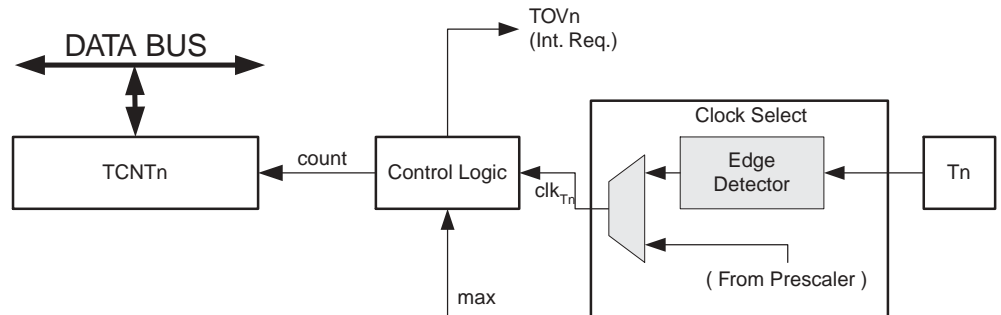 TOVn
(Int. Req.)
DATA BUS
Clock Select
TCNTn
count
Control Logic
clkTn
Edge
Detector
Tn
( From Prescaler )
max